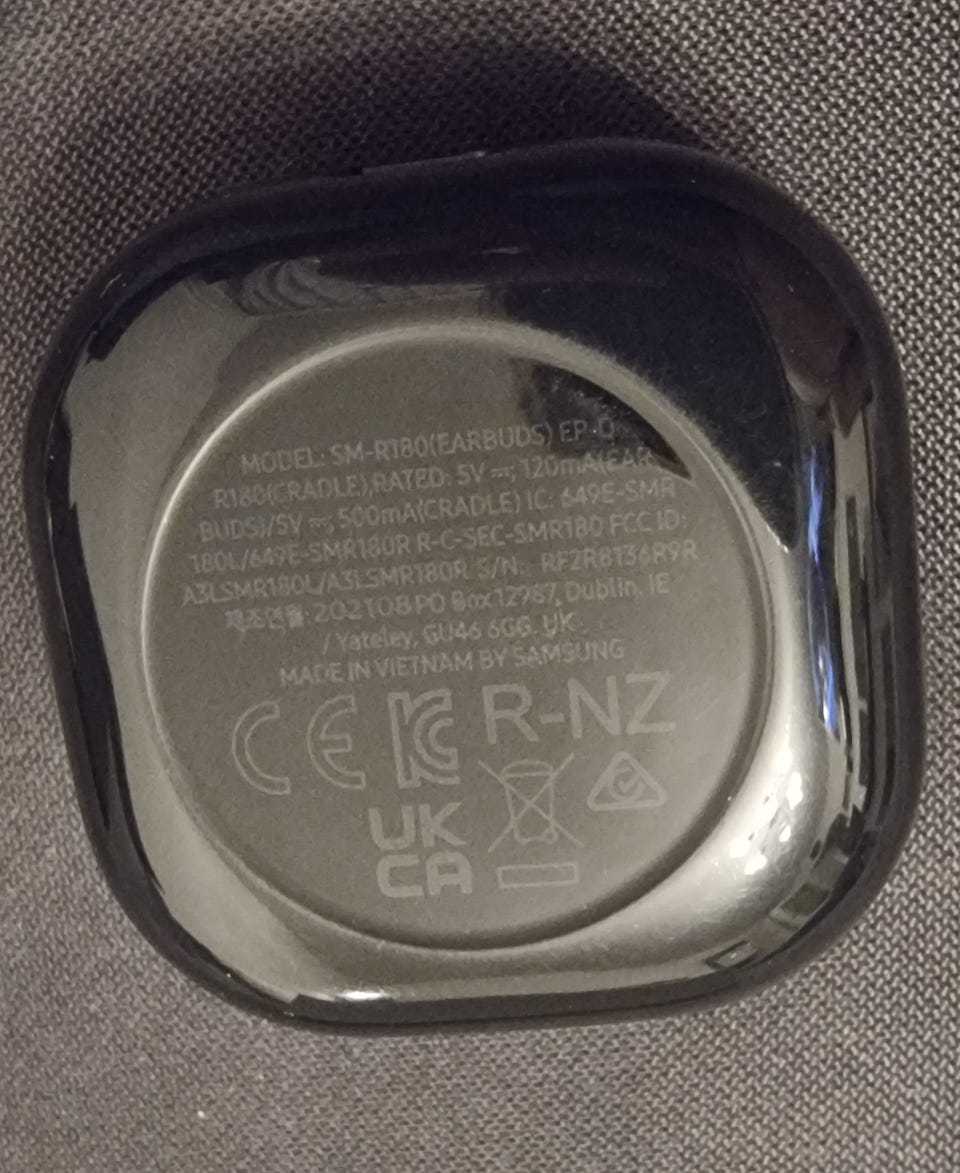 MODEL: SM-R180(EARBUDS) EP-Q
R180(CRADLE),RATED: 5V ⎓; 120mA(EAR
BUDS)/5V ⎓; 500mA(CRADLE) IC: 649E-SMR
180L/649E-SMR180R R-C-SEC-SMR180 FCC ID:
A3LSMR180L/A3LSMR180R S/N: RF2R8136R9R
제조연월: 202108 PO Box 12987, Dublin. IE
/ Yateley, GU46 6GG. UK
MADE IN VIETNAM BY SAMSUNG
CE KC R-NZ
UK
CA